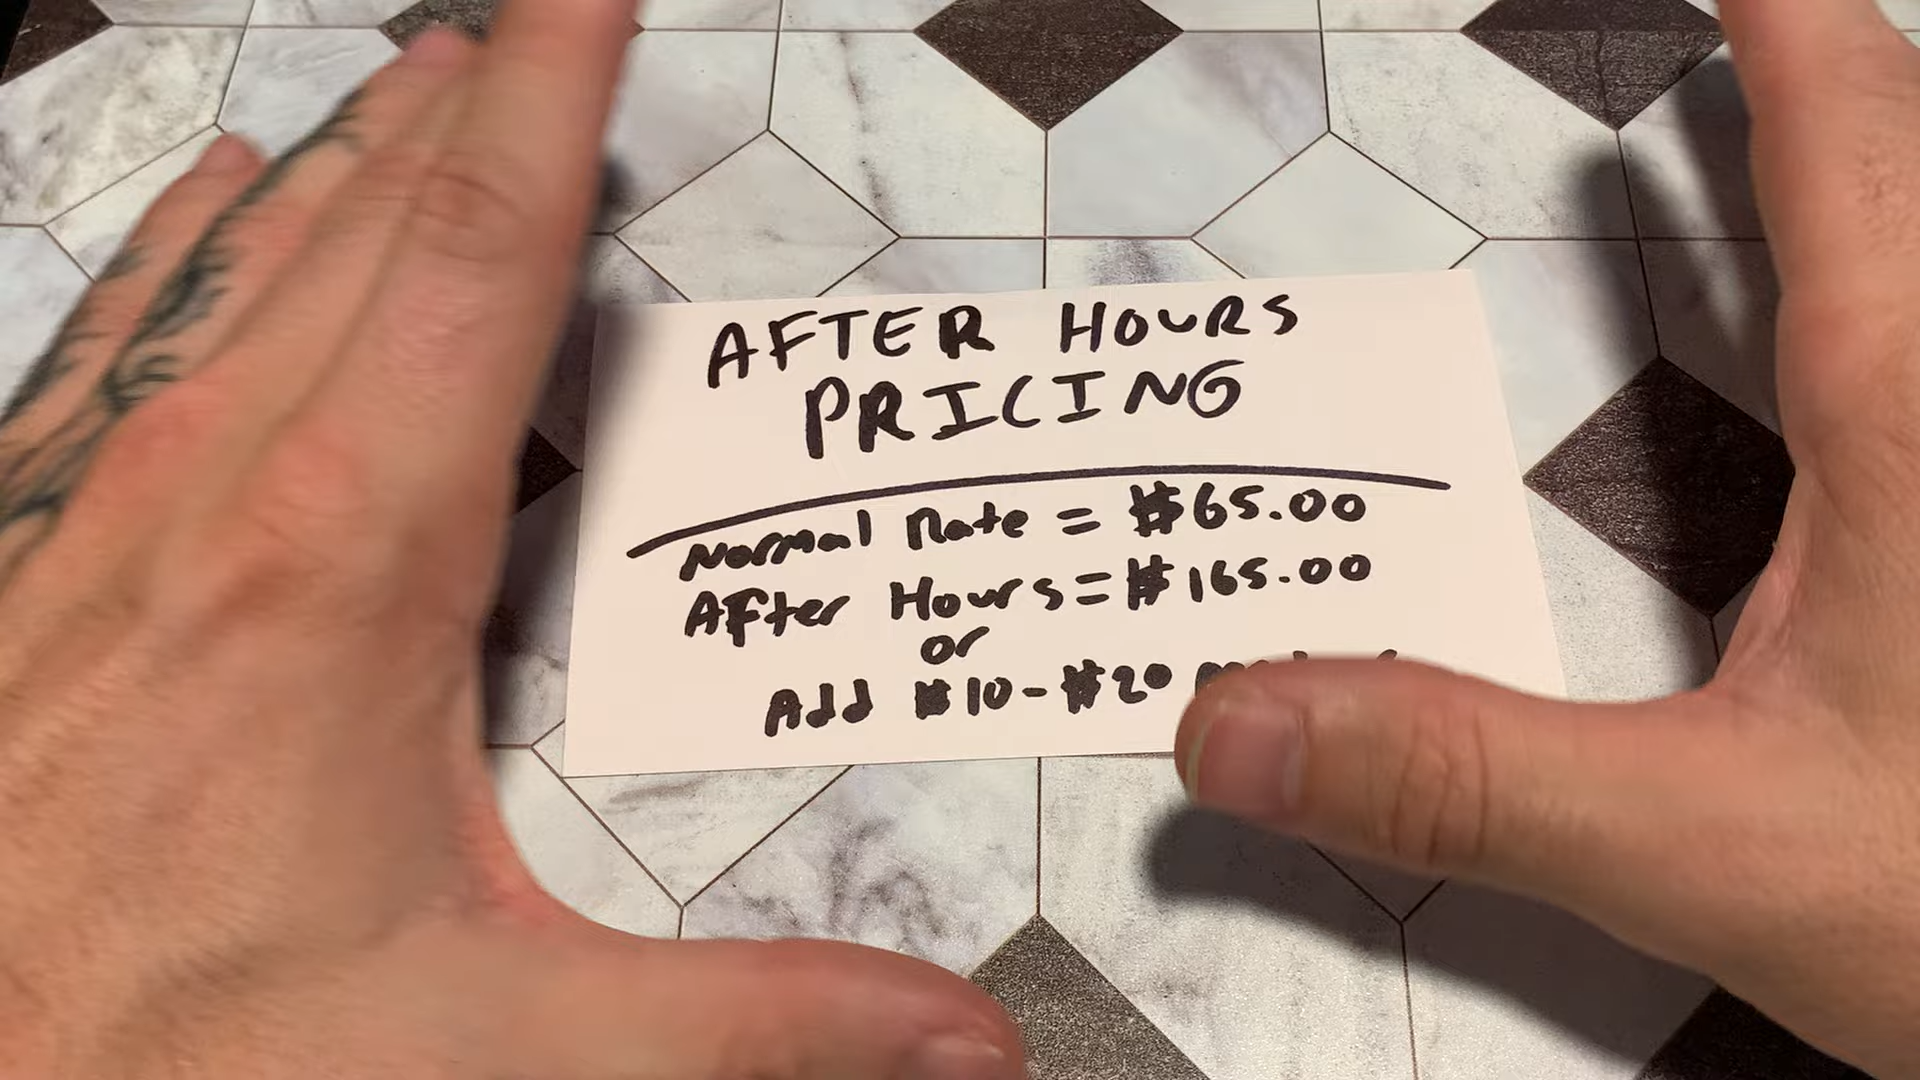 AFTER HOURS
PRICING
Normal Rate = $65.00
After Hours = $165.00
or
Add $10-$20